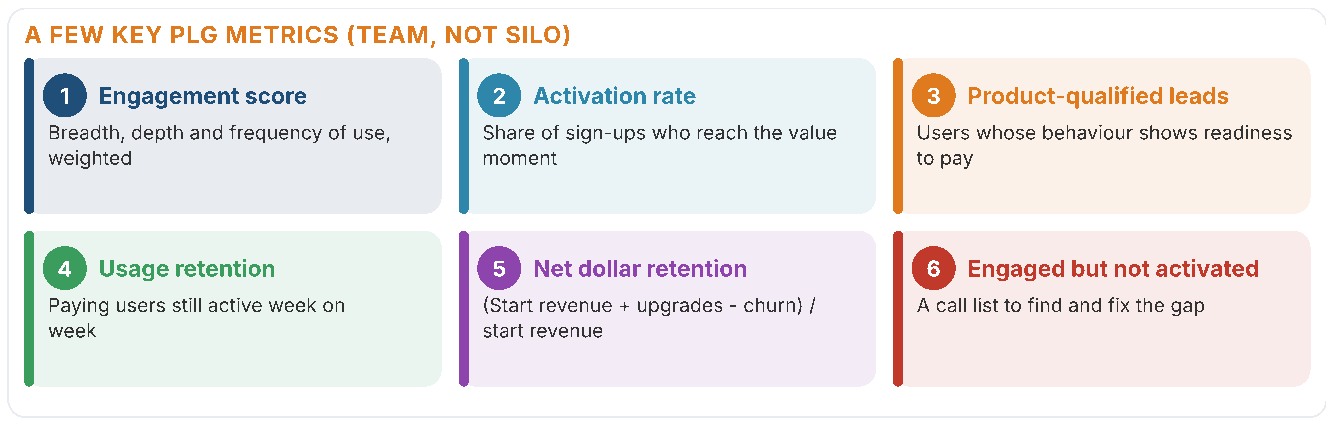 A FEW KEY PLG METRICS (TEAM, NOT SILO)
1 Engagement score
Breadth, depth and frequency of use,
weighted
2 Activation rate
Share of sign-ups who reach the value
moment
3 Product-qualified leads
Users whose behaviour shows readiness
to pay
4 Usage retention
Paying users still active week on
week
5 Net dollar retention
(Start revenue + upgrades - churn) /
start revenue
6 Engaged but not activated
A call list to find and fix the gap